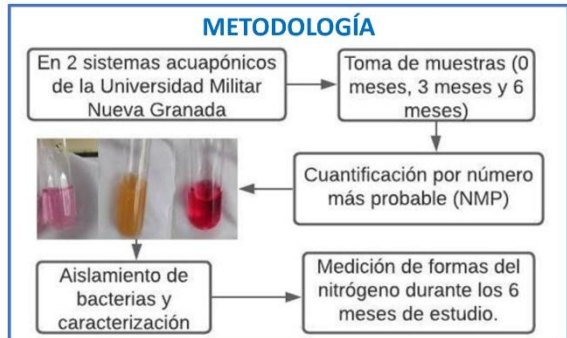 METODOLOGÍA
En 2 sistemas acuapónicos
de la Universidad Militar
Nueva Granada
Toma de muestras (0
meses, 3 meses y 6
meses)
Cuantificación por número
más probable (NMP)
Aislamiento de
bacterias y
caracterización
Medición de formas del
nitrógeno durante los 6
meses de estudio.